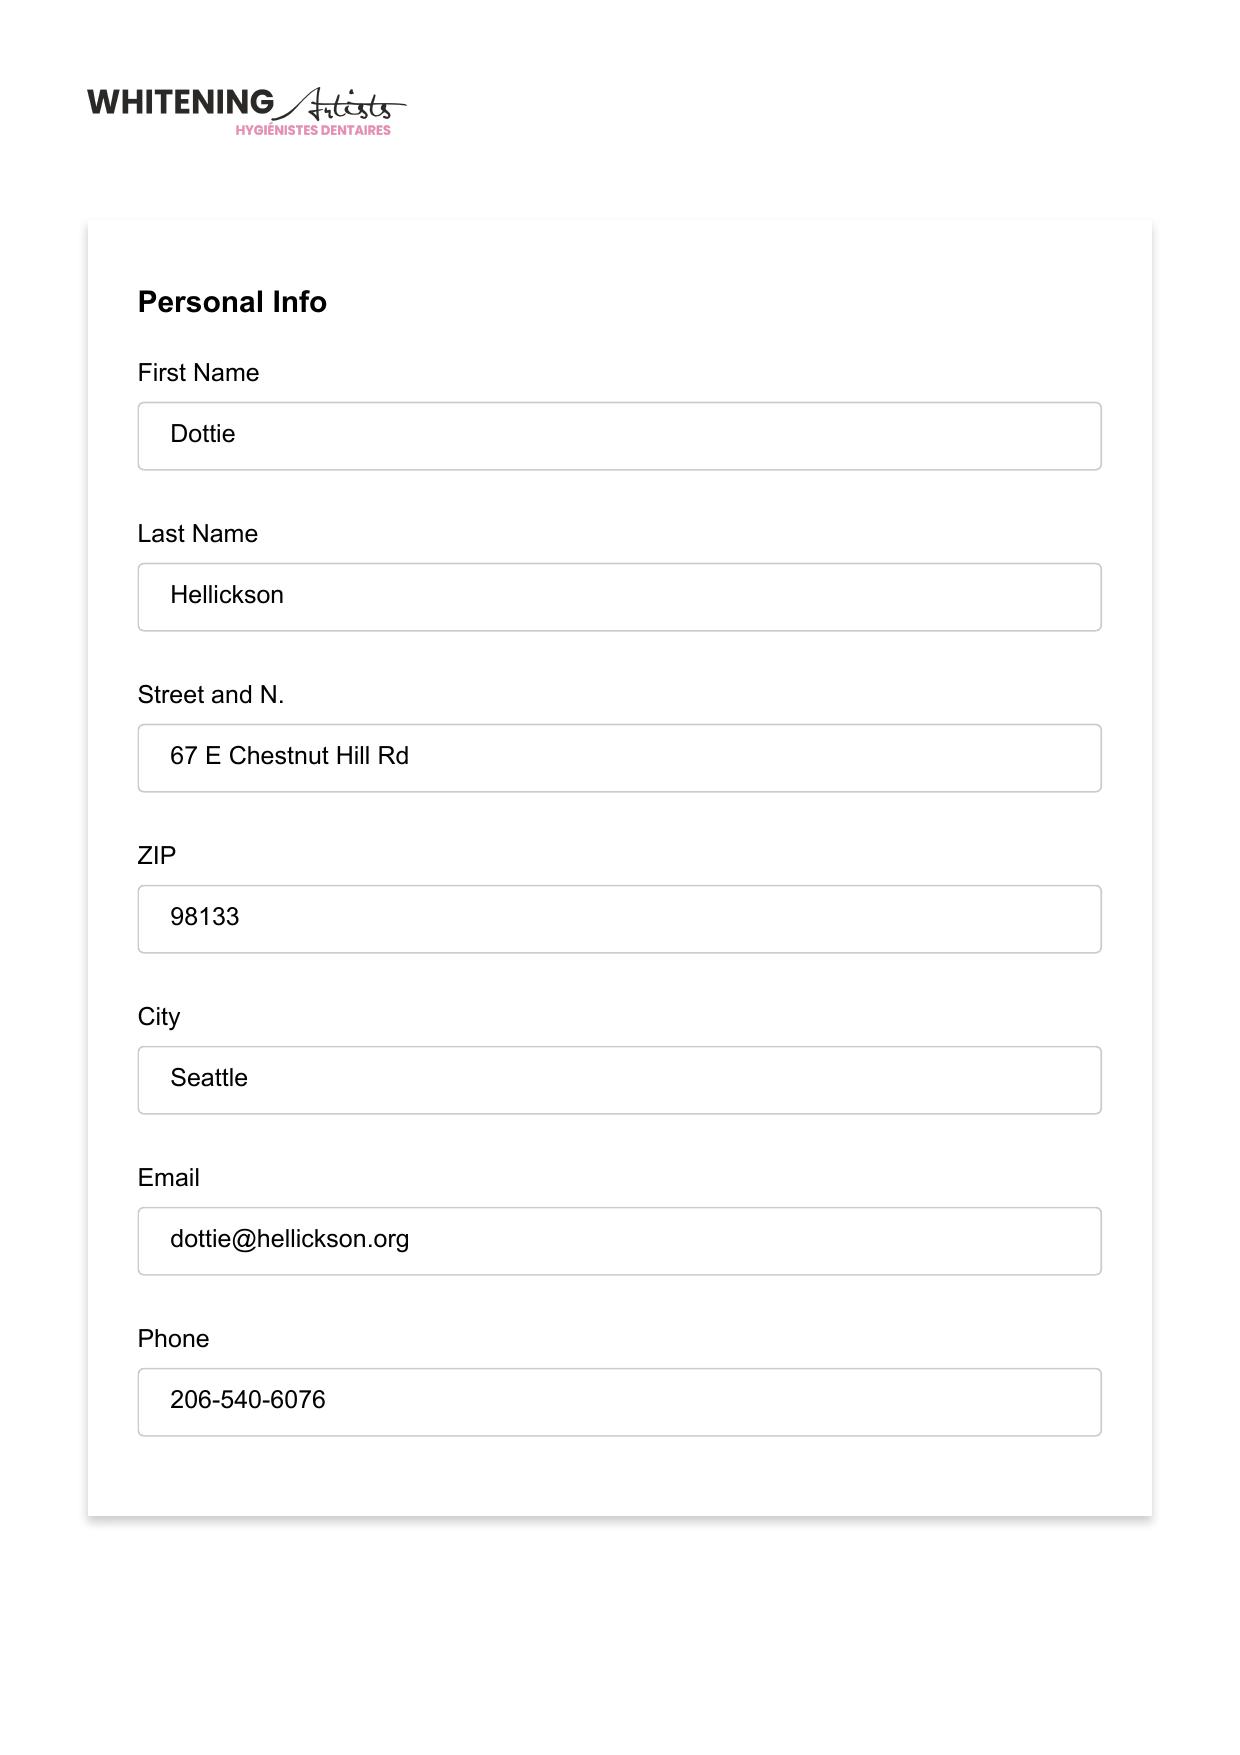 WHITENING Artists
HYGIÉNISTES DENTAIRES
Personal Info
First Name
Dottie
Last Name
Hellickson
Street and N.
67 E Chestnut Hill Rd
ZIP
98133
City
Seattle
Email
dottie@hellickson.org
Phone
206-540-6076